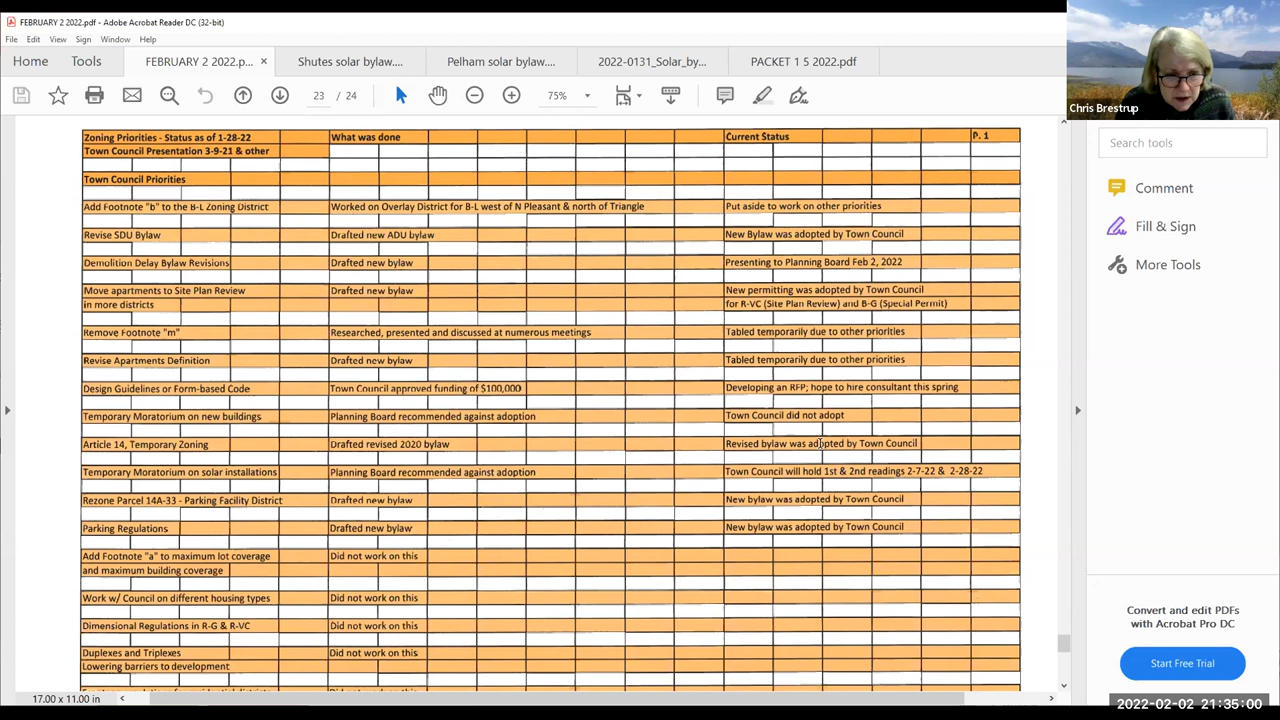 FEBRUARY 2 2022.pdf - Adobe Acrobat Reader DC (32-bit)
File Edit View Sign Window Help
Home Tools FEBRUARY 2 2022.p... × Shutes solar bylaw.... Pelham solar bylaw.... 2022-0131_Solar_by... PACKET 1 5 2022.pdf
23 / 24 75%
Chris Brestrup
Search tools
Comment
Fill & Sign
More Tools
Convert and edit PDFs
with Acrobat Pro DC
Start Free Trial
Zoning Priorities - Status as of 1-28-22 What was done Current Status P. 1
Town Council Presentation 3-9-21 & other
Town Council Priorities
Add Footnote "b" to the B-L Zoning District Worked on Overlay District for B-L west of N Pleasant & north of Triangle Put aside to work on other priorities
Revise SDU Bylaw Drafted new ADU bylaw New Bylaw was adopted by Town Council
Demolition Delay Bylaw Revisions Drafted new bylaw Presenting to Planning Board Feb 2, 2022
Move apartments to Site Plan Review Drafted new bylaw New permitting was adopted by Town Council
in more districts for R-VC (Site Plan Review) and B-G (Special Permit)
Remove Footnote "m" Researched, presented and discussed at numerous meetings Tabled temporarily due to other priorities
Revise Apartments Definition Drafted new bylaw Tabled temporarily due to other priorities
Design Guidelines or Form-based Code Town Council approved funding of $100,000 Developing an RFP; hope to hire consultant this spring
Temporary Moratorium on new buildings Planning Board recommended against adoption Town Council did not adopt
Article 14, Temporary Zoning Drafted revised 2020 bylaw Revised bylaw was adopted by Town Council
Temporary Moratorium on solar installations Planning Board recommended against adoption Town Council will hold 1st & 2nd readings 2-7-22 & 2-28-22
Rezone Parcel 14A-33 - Parking Facility District Drafted new bylaw New bylaw was adopted by Town Council
Parking Regulations Drafted new bylaw New bylaw was adopted by Town Council
Add Footnote "a" to maximum lot coverage Did not work on this
and maximum building coverage
Work w/ Council on different housing types Did not work on this
Dimensional Regulations in R-G & R-VC Did not work on this
Duplexes and Triplexes Did not work on this
Lowering barriers to development
17.00 x 11.00 in
2022-02-02 21:35:00